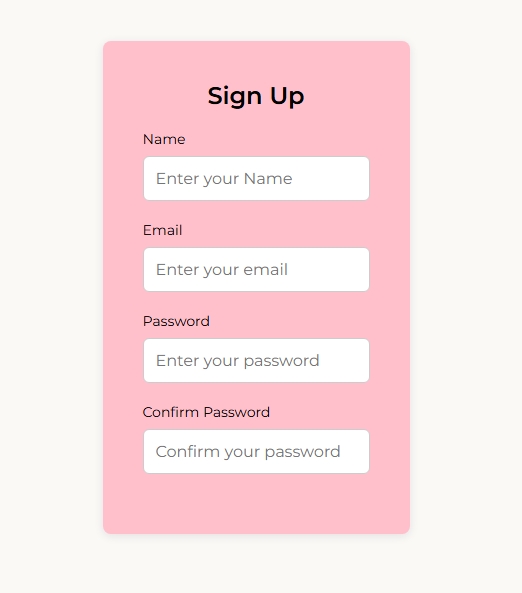 Sign Up
Name
Enter your Name
Email
Enter your email
Password
Enter your password
Confirm Password
Confirm your password